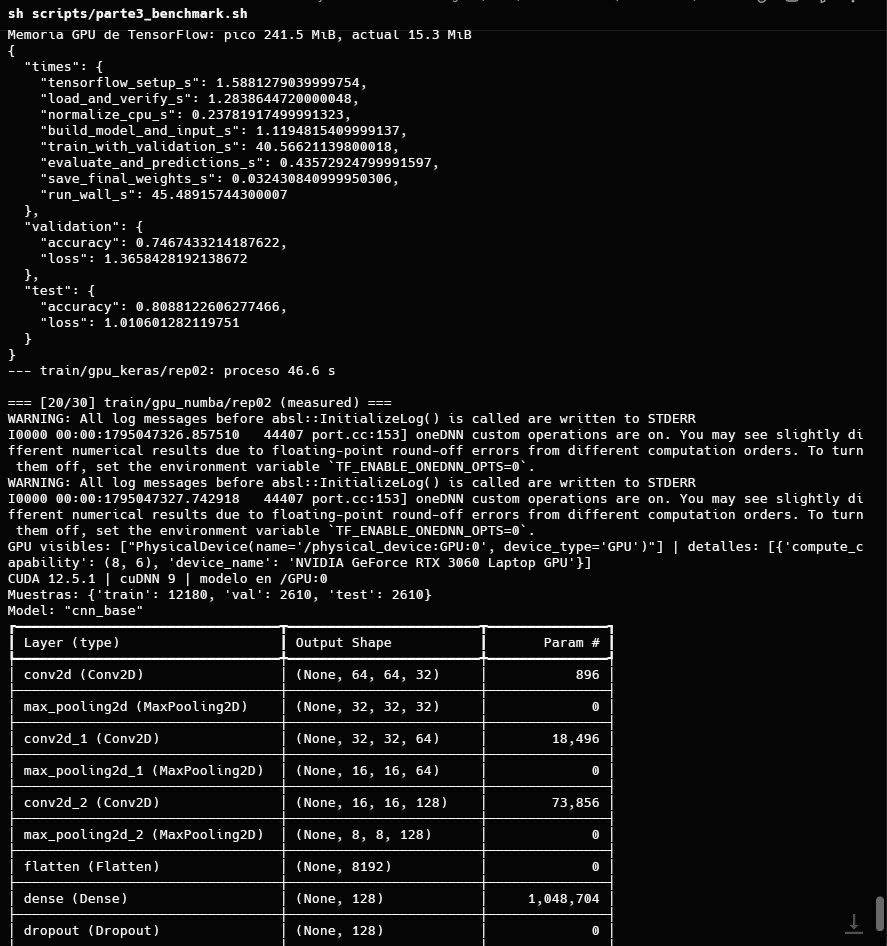 sh scripts/parte3_benchmark.sh
Memoria GPU de TensorFlow: pico 241.5 MiB, actual 15.3 MiB
{
"times": {
"tensorflow_setup_s": 1.5881279039999754,
"load_and_verify_s": 1.2838644720000048,
"normalize_cpu_s": 0.23781917499991323,
"build_model_and_input_s": 1.1194815409999137,
"train_with_validation_s": 40.56621139800018,
"evaluate_and_predictions_s": 0.43572924799991597,
"save_final_weights_s": 0.032430840999950306,
"run_wall_s": 45.48915744300007
},
"validation": {
"accuracy": 0.7467433214187622,
"loss": 1.3658428192138672
},
"test": {
"accuracy": 0.8088122606277466,
"loss": 1.010601282119751
}
}
--- train/gpu_keras/rep02: proceso 46.6 s
=== [20/30] train/gpu_numba/rep02 (measured) ===
WARNING: All log messages before absl::InitializeLog() is called are written to STDERR
I0000 00:00:1795047326.857510   44407 port.cc:153] oneDNN custom operations are on. You may see slightly di
fferent numerical results due to floating-point round-off errors from different computation orders. To turn
them off, set the environment variable `TF_ENABLE_ONEDNN_OPTS=0`.
WARNING: All log messages before absl::InitializeLog() is called are written to STDERR
I0000 00:00:1795047327.742918   44407 port.cc:153] oneDNN custom operations are on. You may see slightly di
fferent numerical results due to floating-point round-off errors from different computation orders. To turn
them off, set the environment variable `TF_ENABLE_ONEDNN_OPTS=0`.
GPU visibles: ["PhysicalDevice(name='/physical_device:GPU:0', device_type='GPU')"] | detalles: [{'compute_c
apability': (8, 6), 'device_name': 'NVIDIA GeForce RTX 3060 Laptop GPU'}]
CUDA 12.5.1 | cuDNN 9 | modelo en /GPU:0
Muestras: {'train': 12180, 'val': 2610, 'test': 2610}
Model: "cnn_base"
Layer (type) Output Shape Param #
conv2d (Conv2D) (None, 64, 64, 32) 896
max_pooling2d (MaxPooling2D) (None, 32, 32, 32) 0
conv2d_1 (Conv2D) (None, 32, 32, 64) 18,496
max_pooling2d_1 (MaxPooling2D) (None, 16, 16, 64) 0
conv2d_2 (Conv2D) (None, 16, 16, 128) 73,856
max_pooling2d_2 (MaxPooling2D) (None, 8, 8, 128) 0
flatten (Flatten) (None, 8192) 0
dense (Dense) (None, 128) 1,048,704
dropout (Dropout) (None, 128) 0